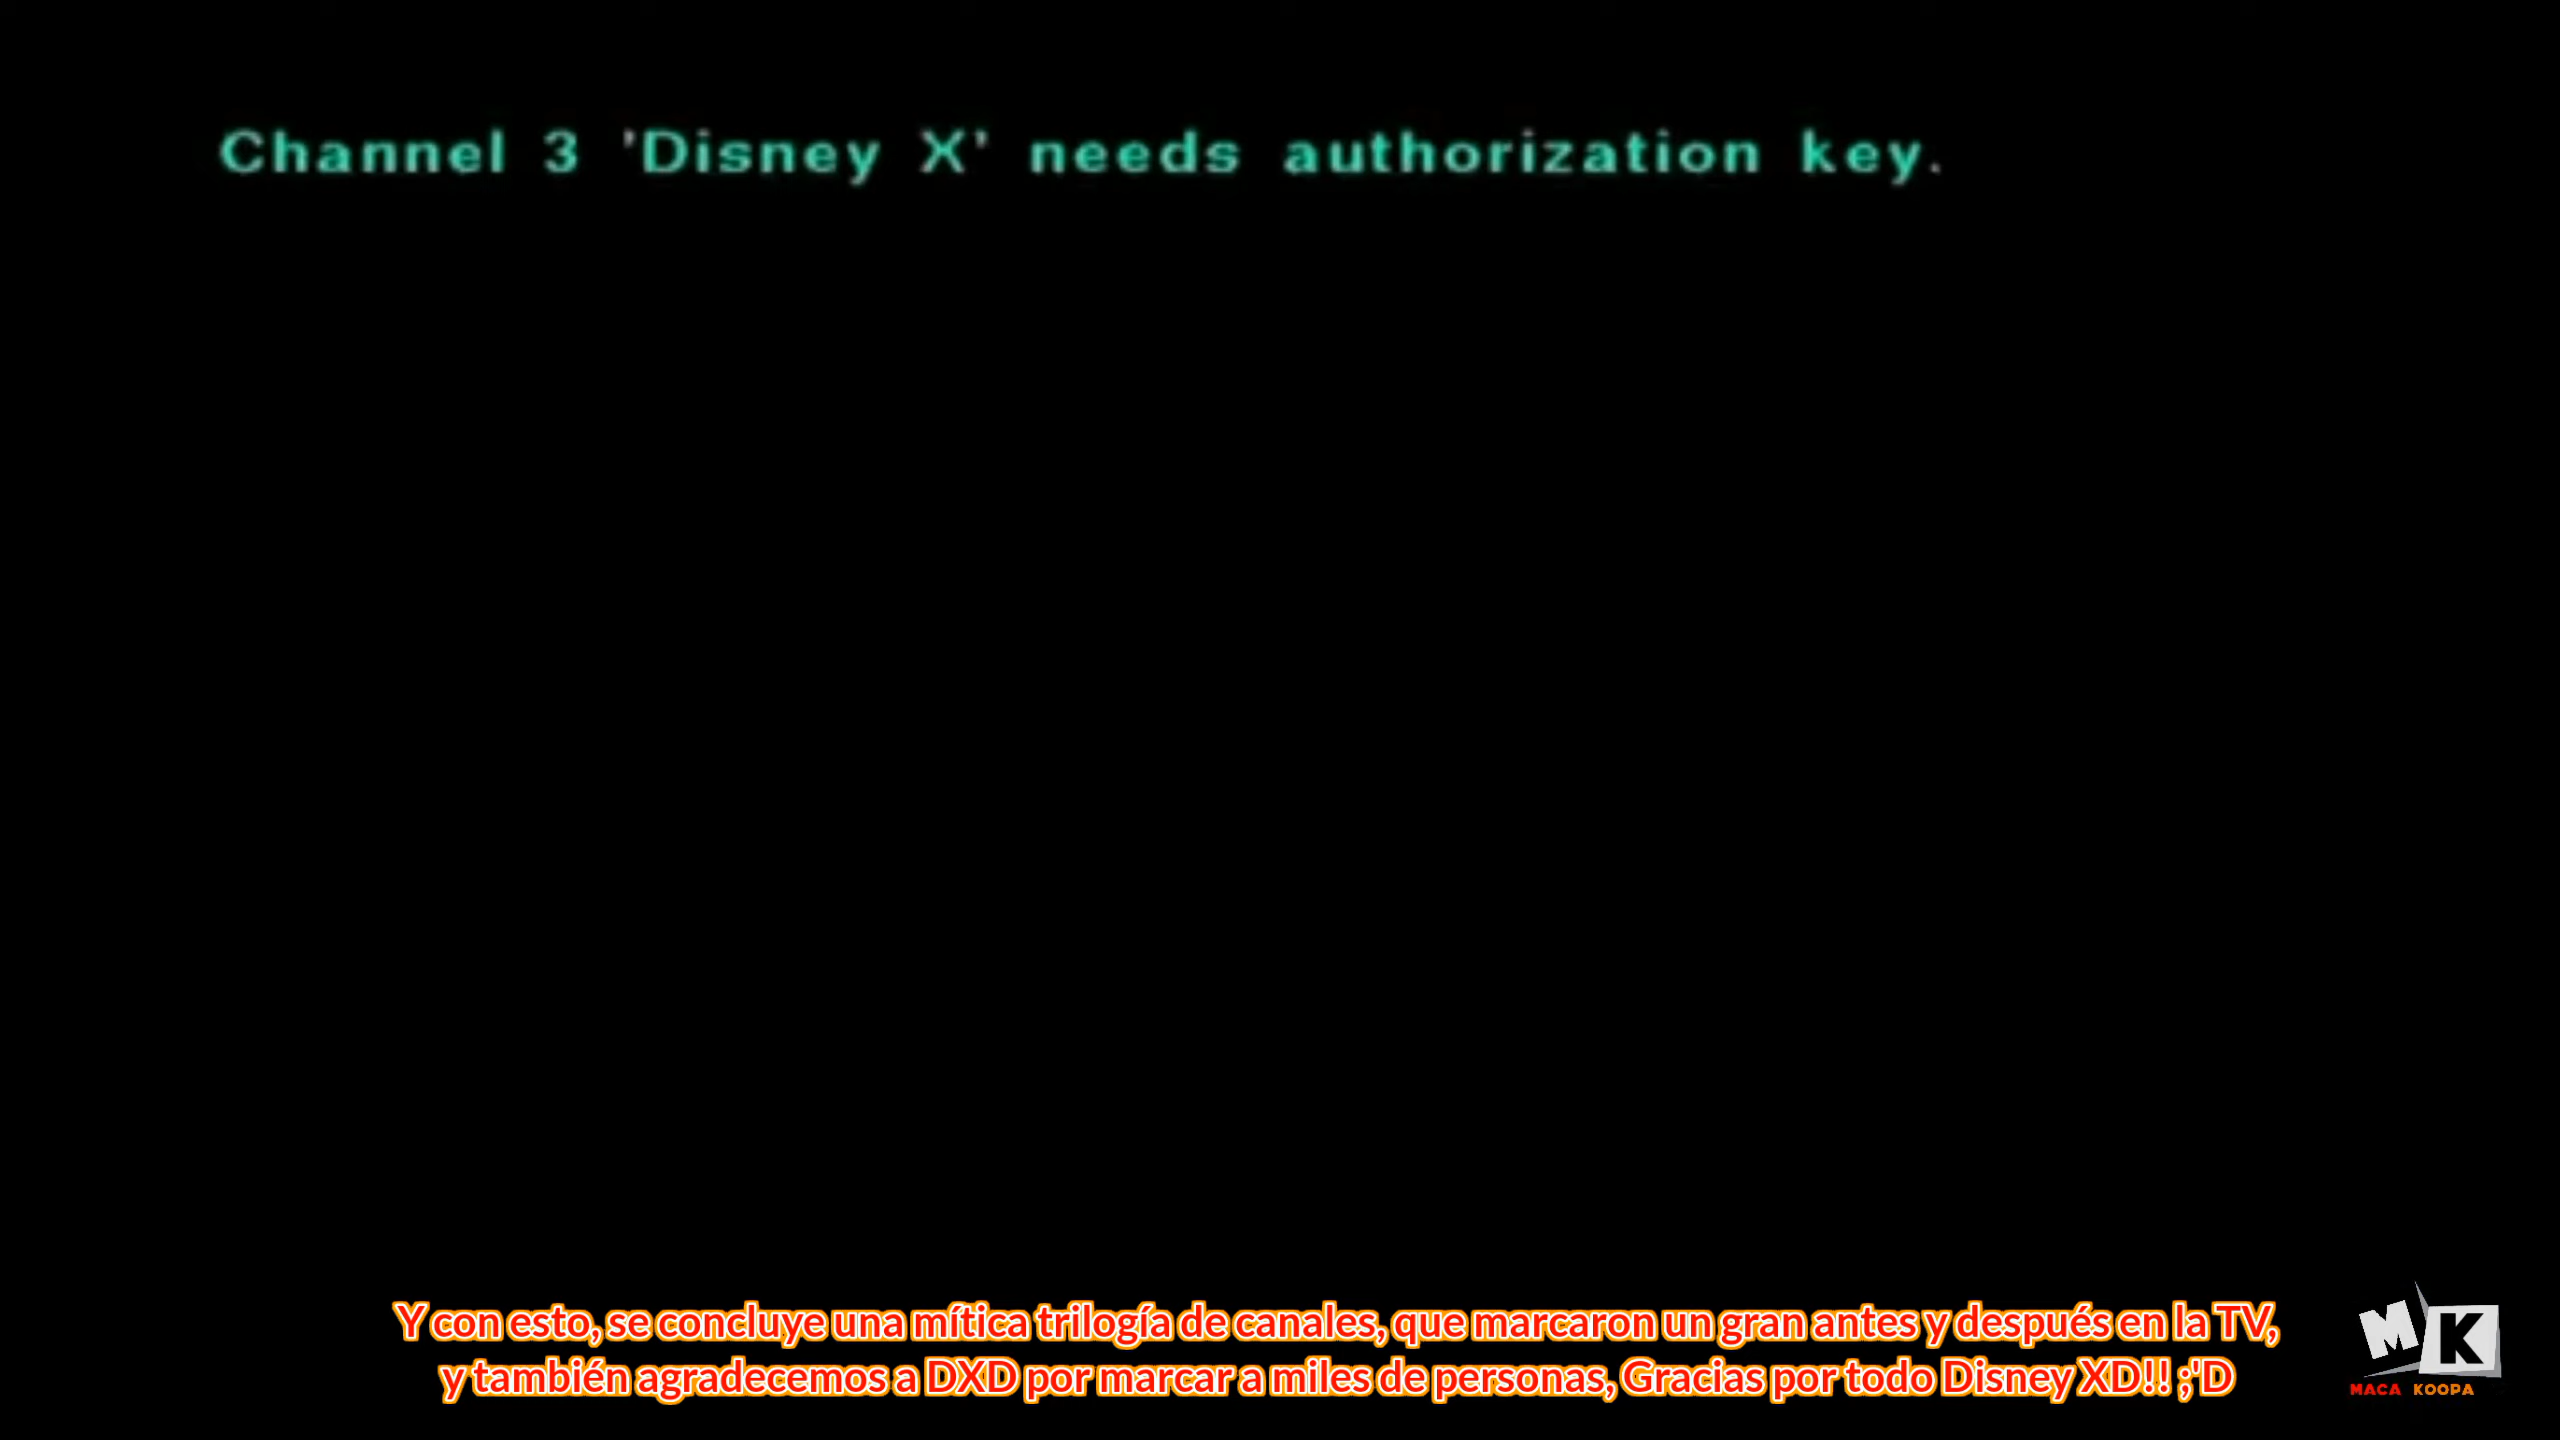 Channel 3 'Disney X' needs authorization key.
Y con esto, se concluye una mítica trilogía de canales, que marcaron un gran antes y después en la TV,
y también agradecemos a DXD por marcar a miles de personas, Gracias por todo Disney XD!! ;'D
MK
MACA KOOPA